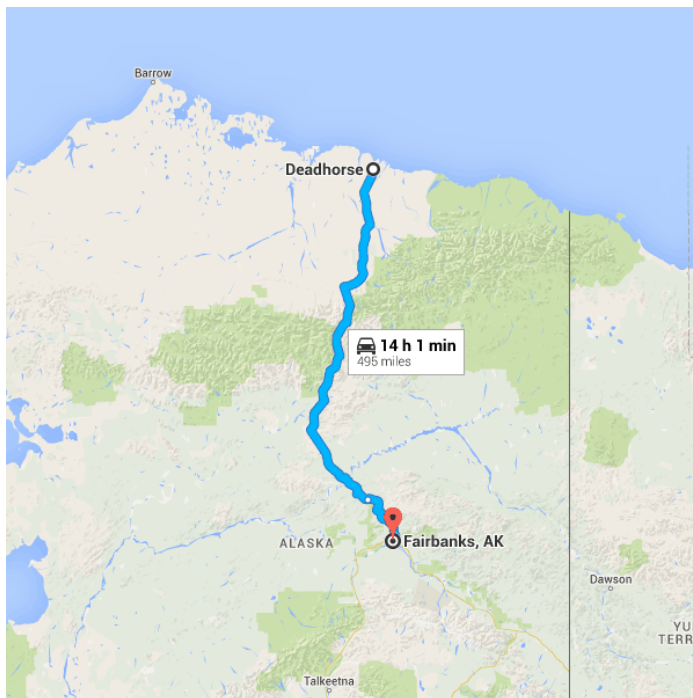 Barrow
Deadhorse
14 h 1 min
495 miles
Fairbanks, AK
ALASKA
Dawson
YU
TERR
Talkeetna